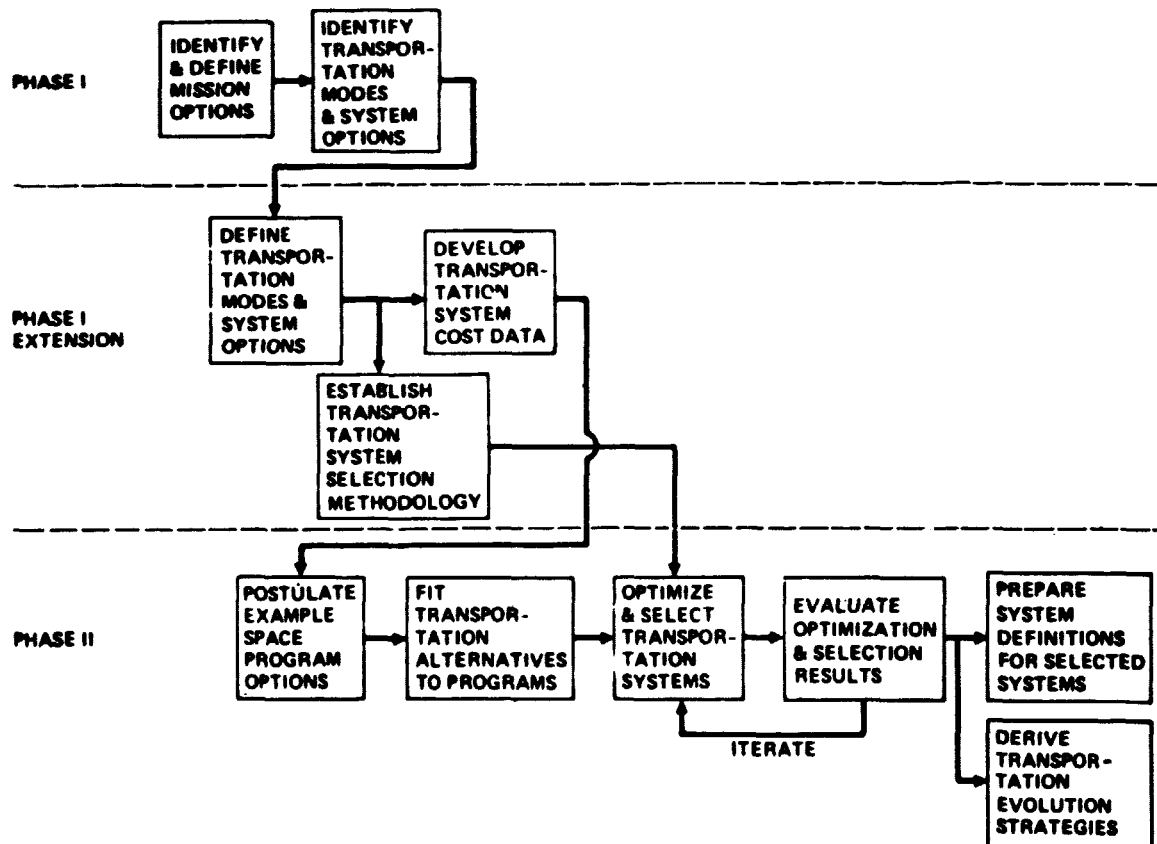 PHASE I
IDENTIFY
& DEFINE
MISSION
OPTIONS
IDENTIFY
TRANSPOR-
TATION
MODES
& SYSTEM
OPTIONS
PHASE I
EXTENSION
DEFINE
TRANSPOR-
TATION
MODES &
SYSTEM
OPTIONS
DEVELOP
TRANSPOR-
TATION
SYSTEM
COST DATA
ESTABLISH
TRANSPOR-
TATION
SYSTEM
SELECTION
METHODOLOGY
PHASE II
POSTULATE
EXAMPLE
SPACE
PROGRAM
OPTIONS
FIT
TRANSPOR-
TATION
ALTERNATIVES
TO PROGRAMS
OPTIMIZE
& SELECT
TRANSPOR-
TATION
SYSTEMS
EVALUATE
OPTIMIZATION
& SELECTION
RESULTS
ITERATE
PREPARE
SYSTEM
DEFINITIONS
FOR SELECTED
SYSTEMS
DERIVE
TRANSPOR-
TATION
EVOLUTION
STRATEGIES